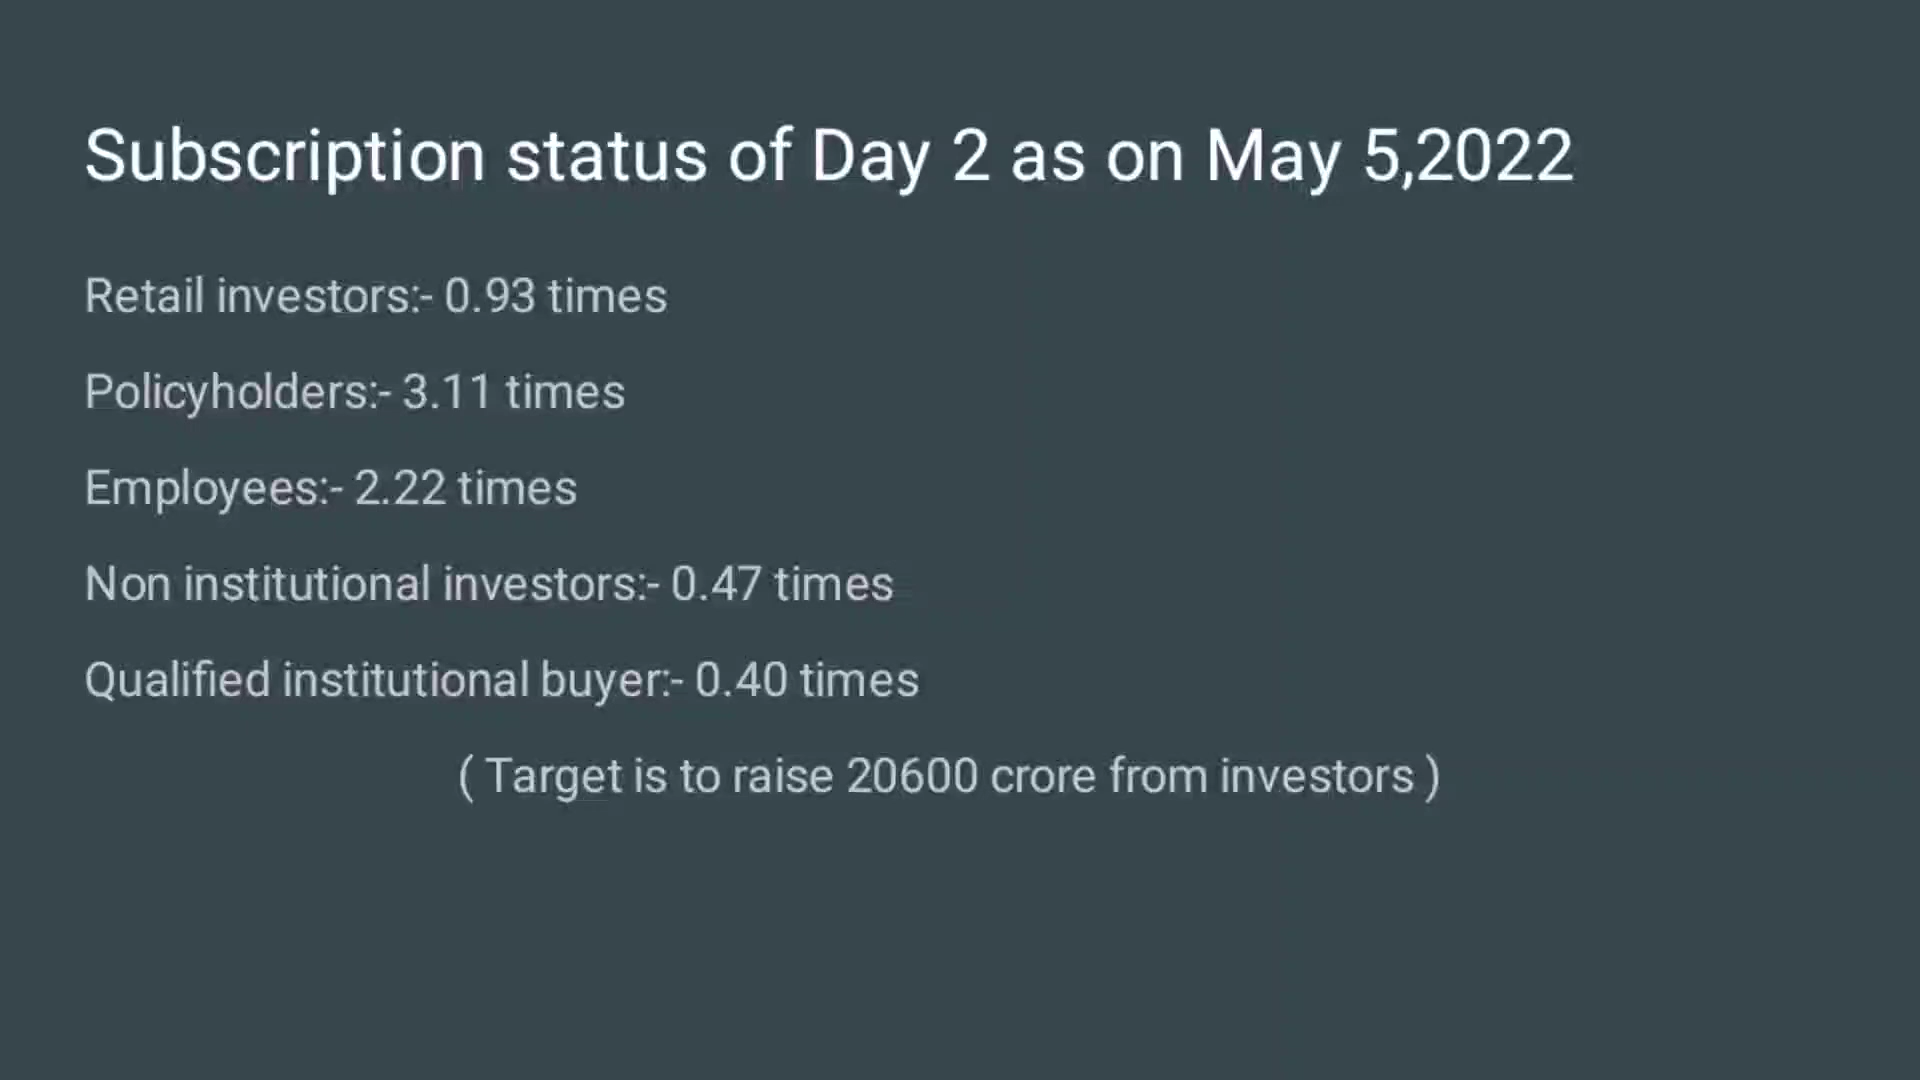 Subscription status of Day 2 as on May 5,2022
Retail investors:- 0.93 times
Policyholders:- 3.11 times
Employees:- 2.22 times
Non institutional investors:- 0.47 times
Qualified institutional buyer:- 0.40 times
( Target is to raise 20600 crore from investors )